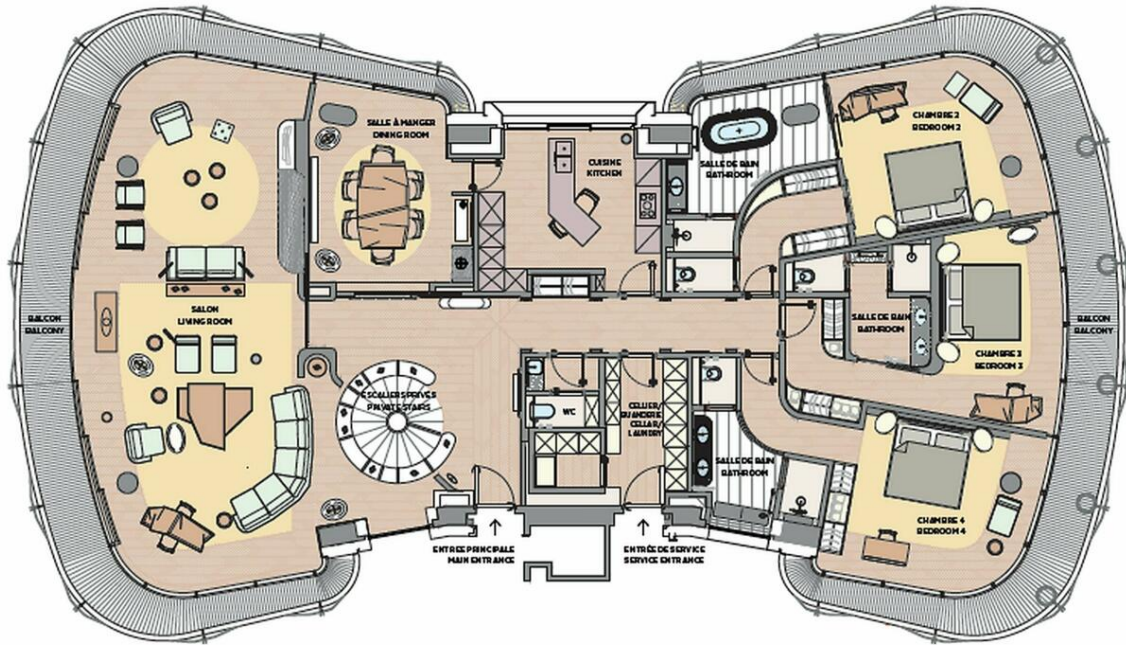 SALLE À MANGER
DINING ROOM
CUISINE
KITCHEN
SALLE DE BAIN
BATHROOM
CHAMBRE 2
BEDROOM 2
SALON
LIVING ROOM
BALCON
BALCONY
SALLE DE BAIN
BATHROOM
CHAMBRE 3
BEDROOM 3
BALCON
BALCONY
ESCALIERS PRIVÉS
PRIVATE STAIRS
WC
CELLIER/
BUANDERIE
CELLAR/
LAUNDRY
SALLE DE BAIN
BATHROOM
CHAMBRE 4
BEDROOM 4
ENTREE PRINCIPALE
MAIN ENTRANCE
ENTRÉE DE SERVICE
SERVICE ENTRANCE